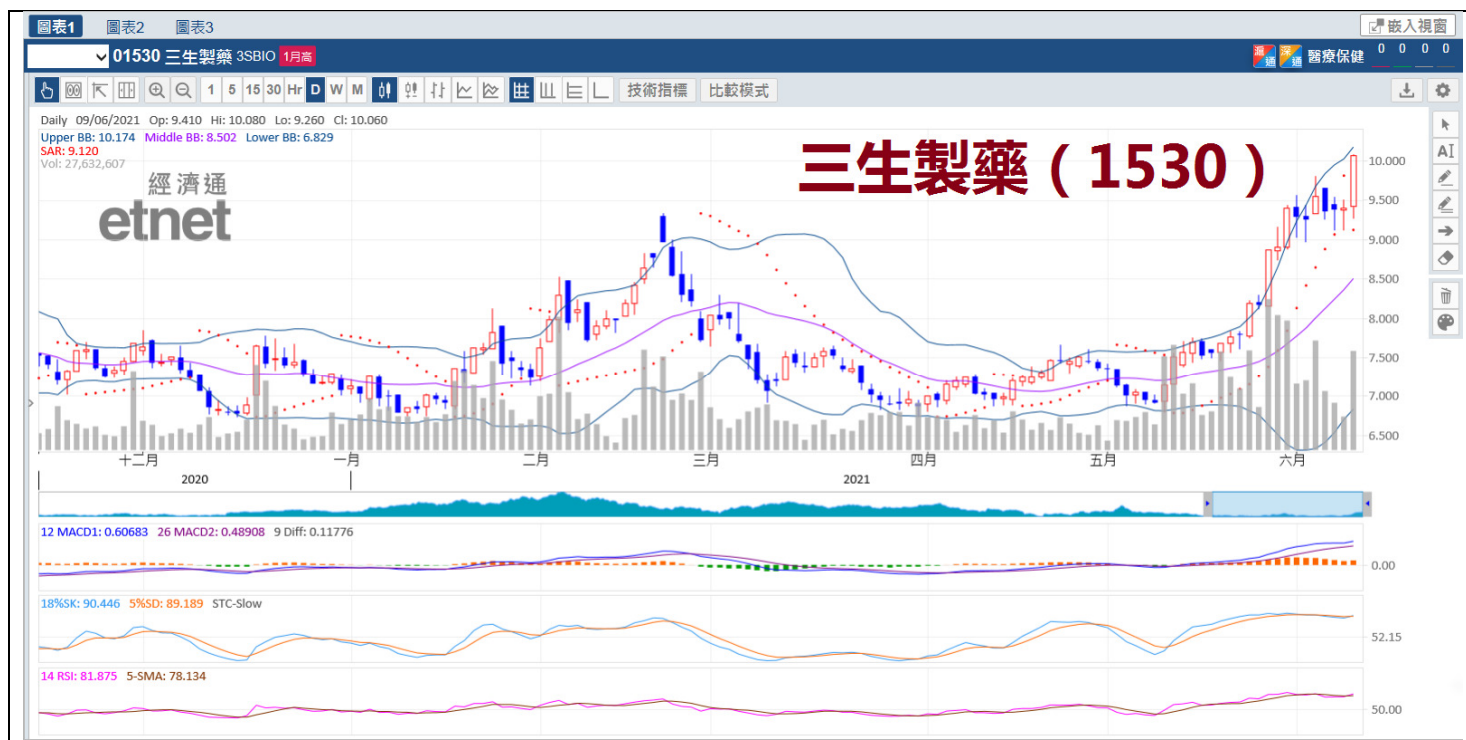 圖表1 圖表2 圖表3 嵌入視窗
01530 三生製藥 3SBIO 1月高 滬通 深通 醫療保健 0 0 0 0
1 5 15 30 Hr D W M 技術指標 比較模式
Daily 09/06/2021 Op: 9.410 Hi: 10.080 Lo: 9.260 Cl: 10.060
Upper BB: 10.174 Middle BB: 8.502 Lower BB: 6.829
SAR: 9.120
Vol: 27,632,607
三生製藥（1530）
AI
經濟通
etnet
10.000
9.500
9.000
8.500
8.000
7.500
7.000
6.500
十二月 一月 二月 三月 四月 五月 六月
2020 2021
12 MACD1: 0.60683 26 MACD2: 0.48908 9 Diff: 0.11776
0.00
18%SK: 90.446 5%SD: 89.189 STC-Slow
52.15
14 RSI: 81.875 5-SMA: 78.134
50.00